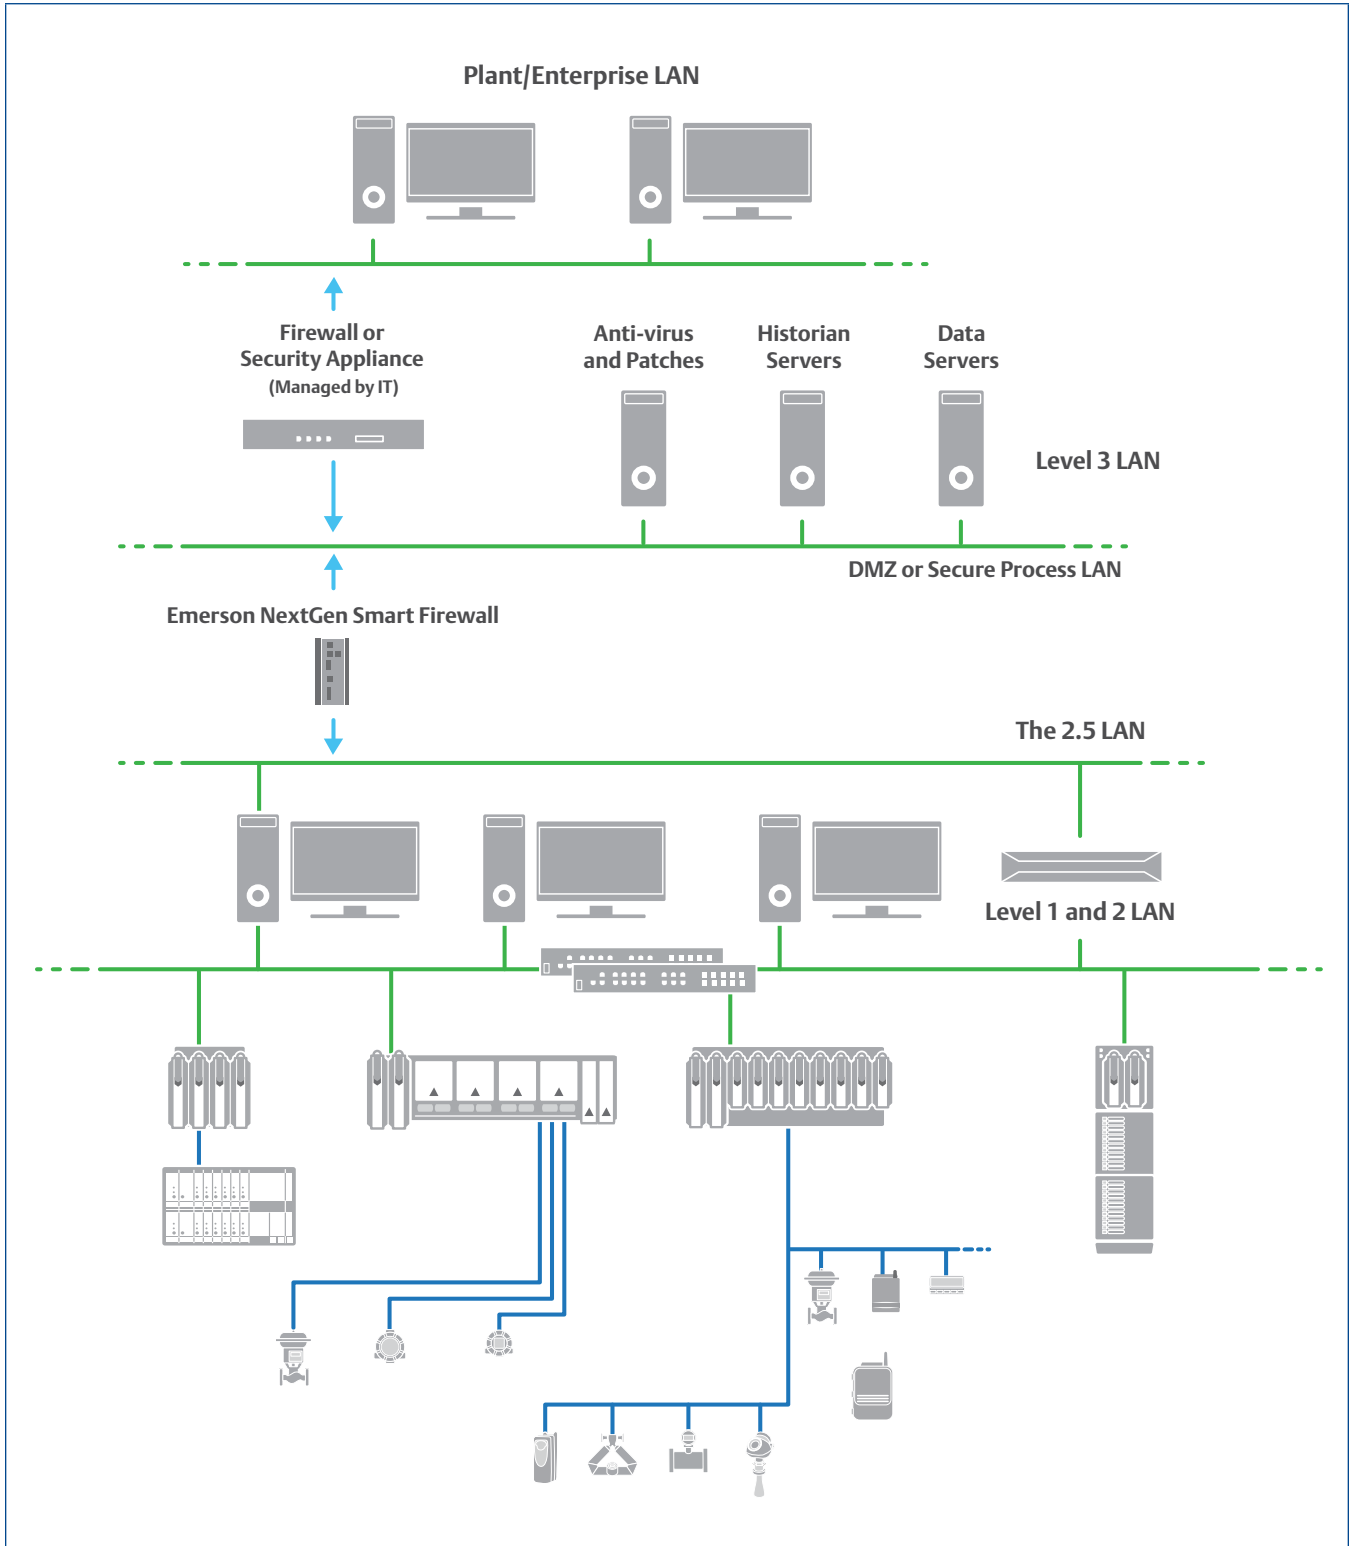 Plant/Enterprise LAN
Firewall or
Security Appliance
(Managed by IT)
Anti-virus
and Patches
Historian
Servers
Data
Servers
Level 3 LAN
DMZ or Secure Process LAN
Emerson NextGen Smart Firewall
The 2.5 LAN
Level 1 and 2 LAN